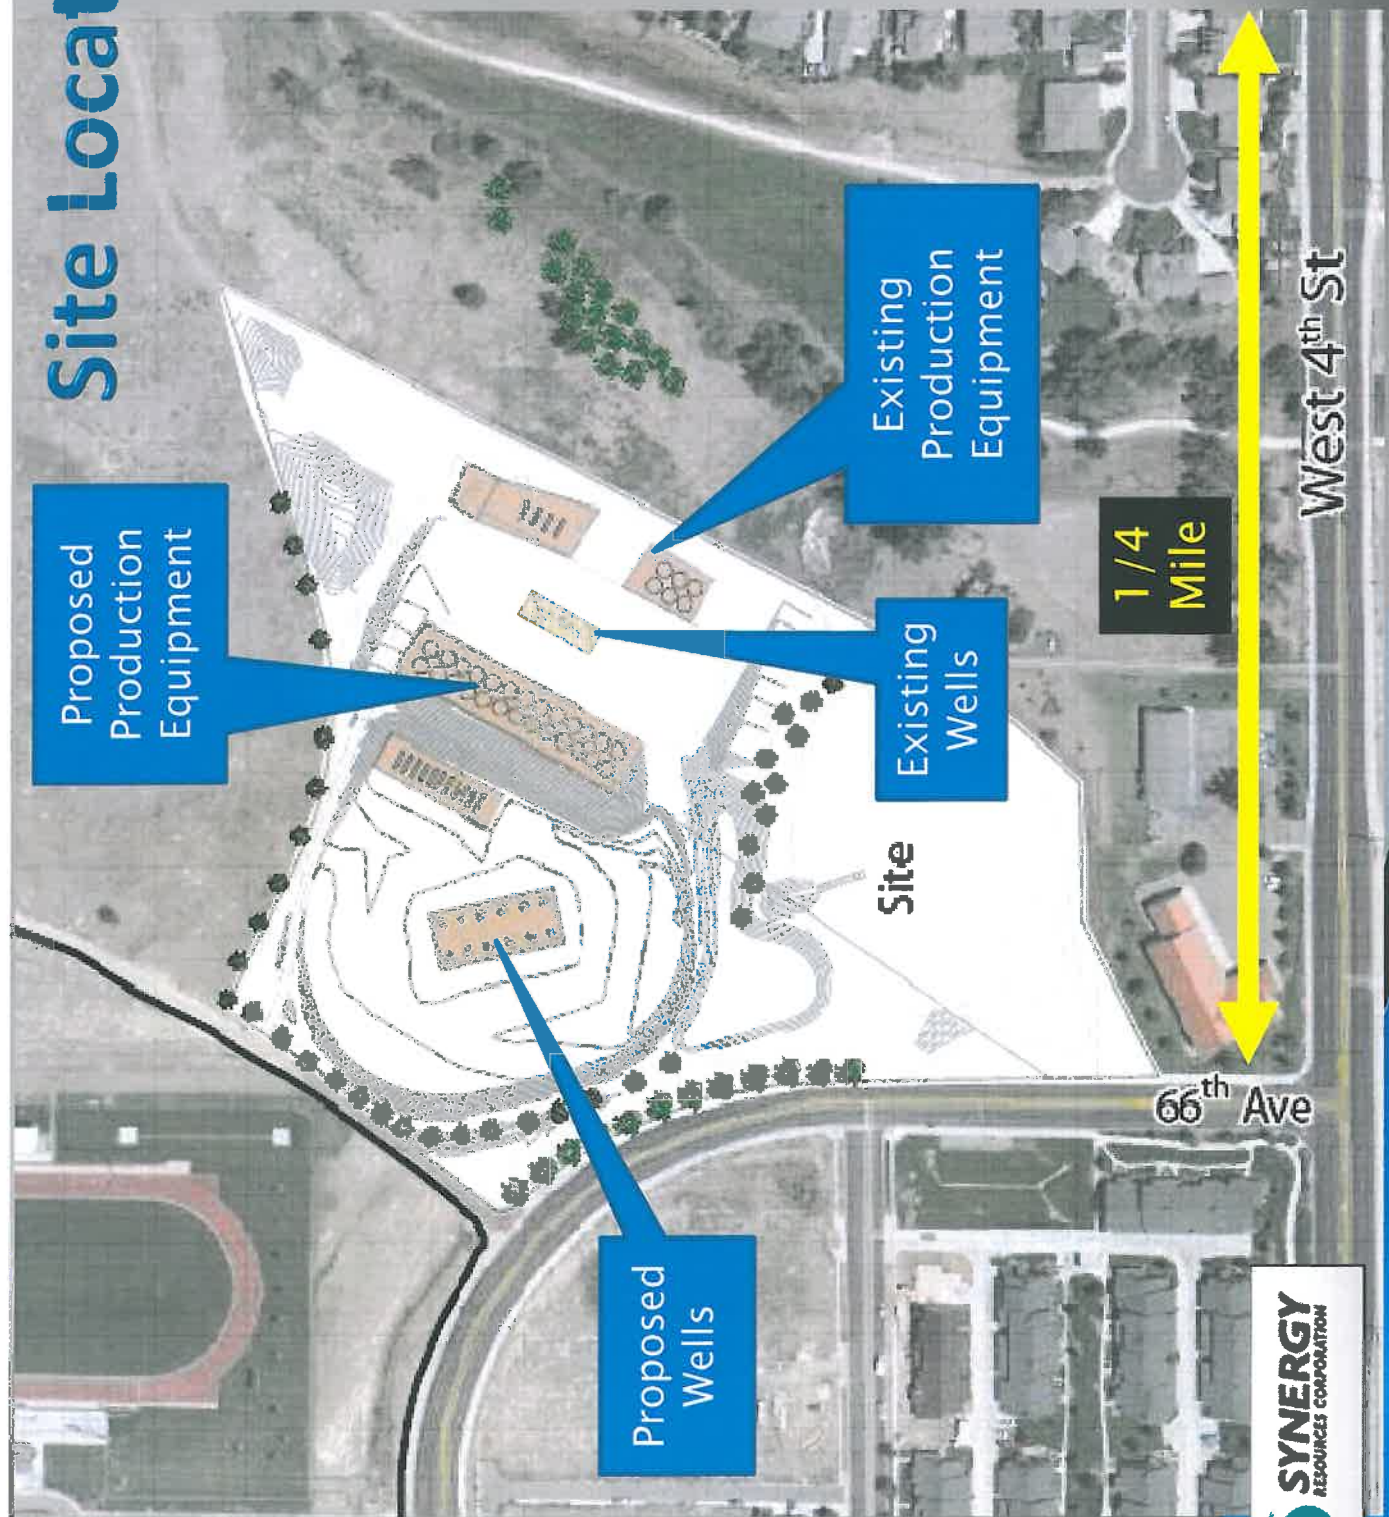 Site Locat
Proposed
Production
Equipment
Existing
Production
Equipment
Existing
Wells
Proposed
Wells
Site
1/4
Mile
West 4th St
66th Ave
SYNERGY
RESOURCES CORPORATION